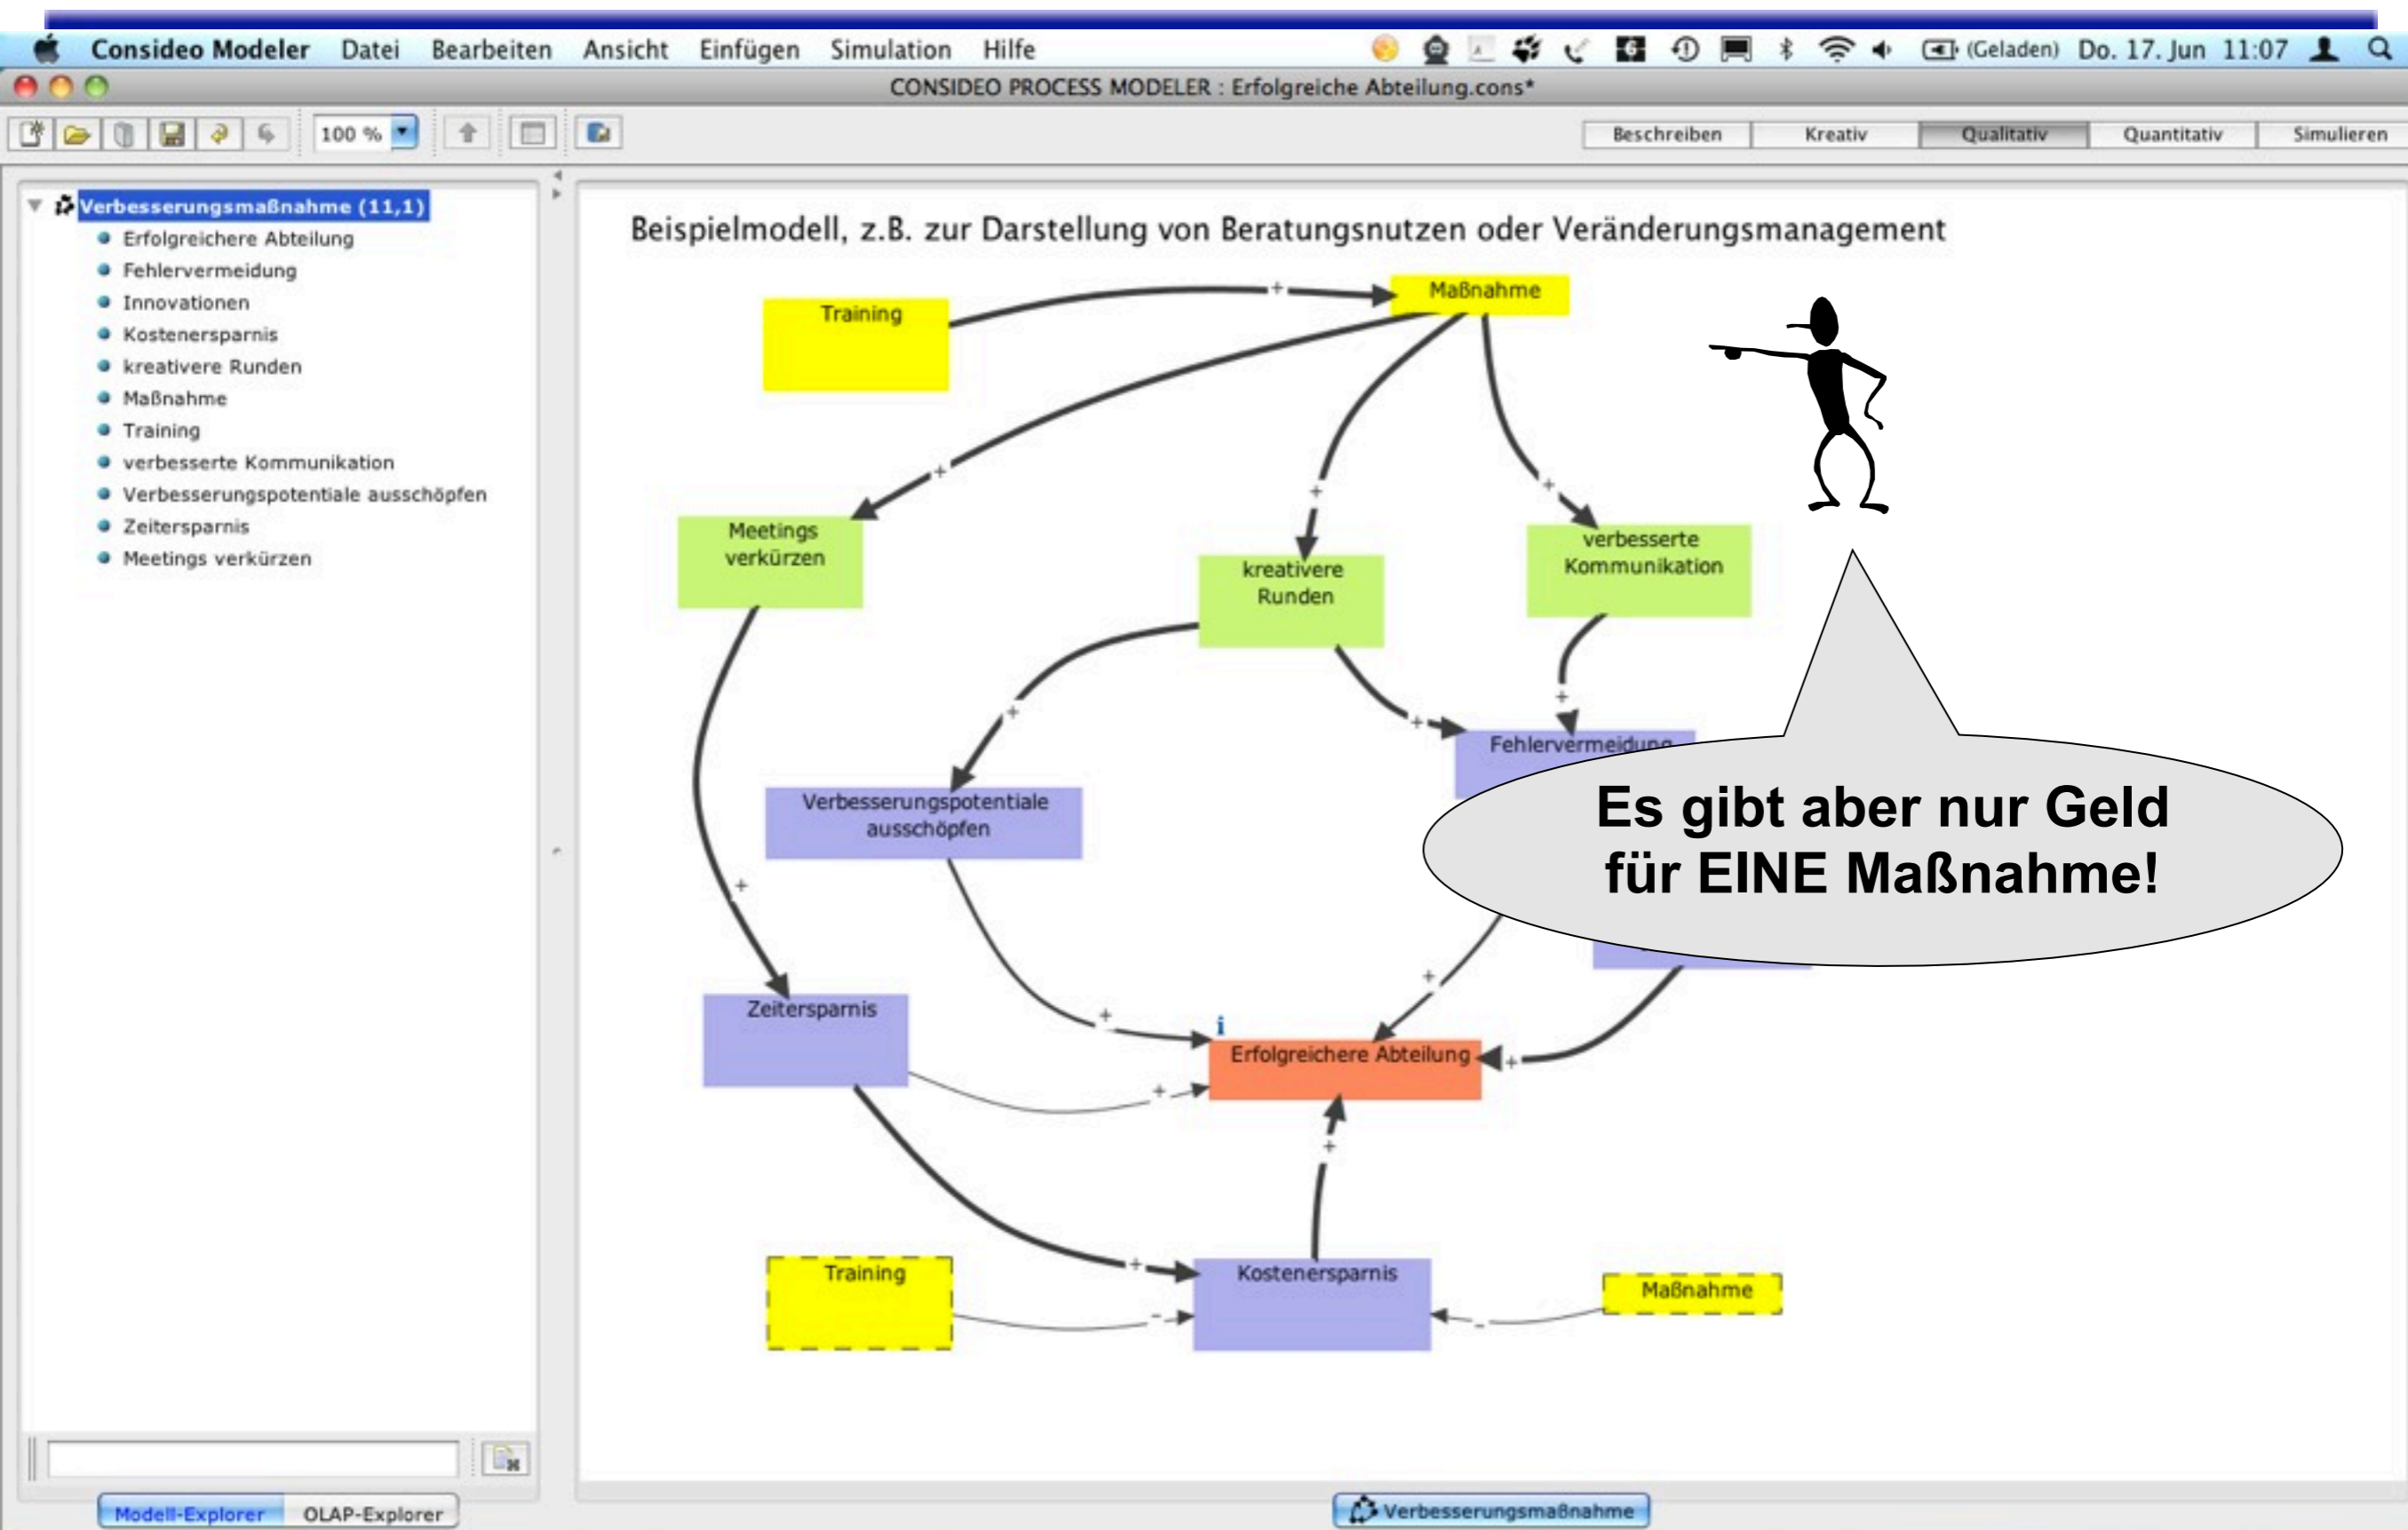 Consideo Modeler Datei Bearbeiten Ansicht Einfügen Simulation Hilfe (Geladen) Do. 17. Jun 11:07
CONSIDEO PROCESS MODELER : Erfolgreiche Abteilung.cons*
100 % Beschreiben Kreativ Qualitativ Quantitativ Simulieren
Verbesserungsmaßnahme (11,1)
Erfolgreichere Abteilung
Fehlervermeidung
Innovationen
Kostenersparnis
kreativere Runden
Maßnahme
Training
verbesserte Kommunikation
Verbesserungspotentiale ausschöpfen
Zeitersparnis
Meetings verkürzen
Beispielmodell, z.B. zur Darstellung von Beratungsnutzen oder Veränderungsmanagement
Training
+
Maßnahme
+
+
+
Meetings
verkürzen
kreativere
Runden
verbesserte
Kommunikation
+
+
+
Fehlervermeidung
Verbesserungspotentiale
ausschöpfen
Es gibt aber nur Geld
für EINE Maßnahme!
+
+
+
Zeitersparnis
i
Erfolgreichere Abteilung
+
+
+
+
Training
Kostenersparnis
Maßnahme
-
-
Modell-Explorer OLAP-Explorer
Verbesserungsmaßnahme